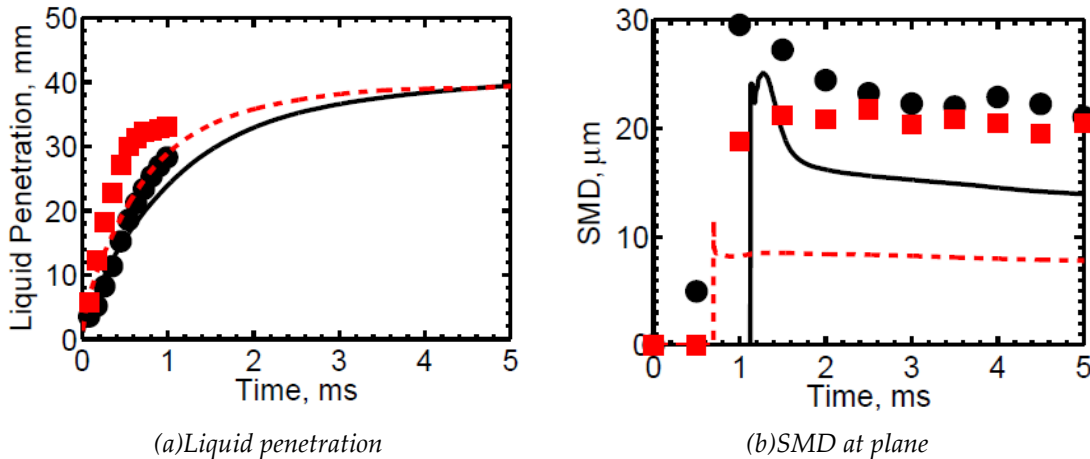 50
40
30
20
10
0
Liquid Penetration, mm
0 1 2 3 4 5
Time, ms
(a)Liquid penetration
30
20
10
0
SMD, μm
0 1 2 3 4 5
Time, ms
(b)SMD at plane